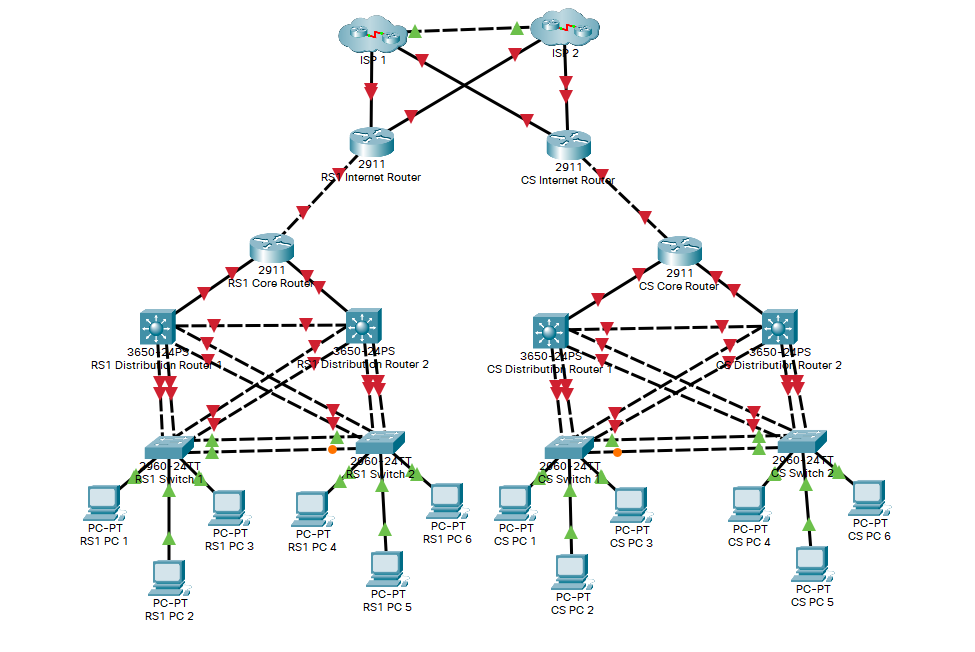 ISP 1
ISP 2
2911
RS1 Internet Router
2911
CS Internet Router
2911
RS1 Core Router
2911
CS Core Router
3650-24PS
RS1 Distribution Router 1
3650-24PS
RS1 Distribution Router 2
3650-24PS
CS Distribution Router 1
3650-24PS
CS Distribution Router 2
2960-24TT
RS1 Switch 1
2960-24TT
RS1 Switch 2
2960-24TT
CS Switch 1
2960-24TT
CS Switch 2
PC-PT
RS1 PC 1
PC-PT
RS1 PC 3
PC-PT
RS1 PC 4
PC-PT
RS1 PC 6
PC-PT
CS PC 1
PC-PT
CS PC 3
PC-PT
CS PC 4
PC-PT
CS PC 6
PC-PT
RS1 PC 2
PC-PT
RS1 PC 5
PC-PT
CS PC 2
PC-PT
CS PC 5